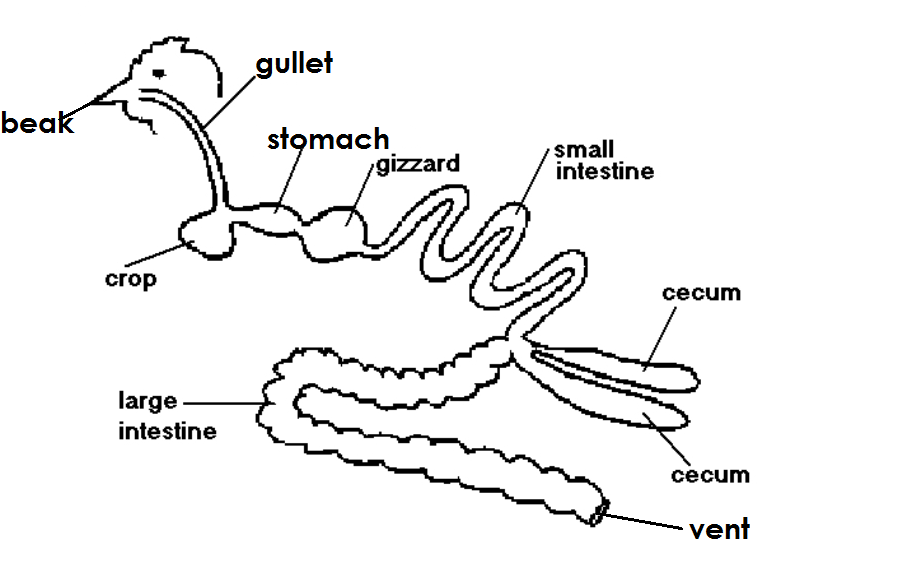 gullet
beak
stomach
gizzard
small
intestine
crop
cecum
large
intestine
cecum
vent